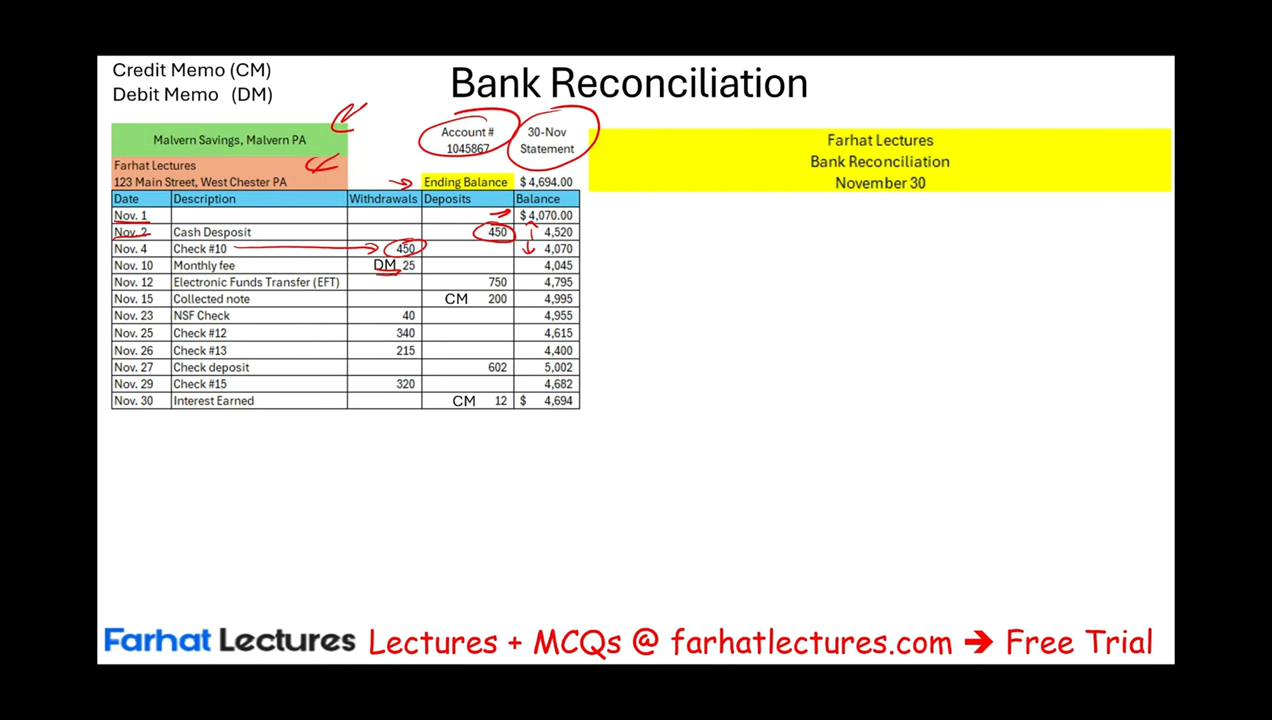 Credit Memo (CM)
Debit Memo (DM)
Bank Reconciliation
Malvern Savings, Malvern PA
Account #
1045867
30-Nov
Statement
Farhat Lectures
123 Main Street, West Chester PA
Ending Balance $ 4,694.00
Farhat Lectures
Bank Reconciliation
November 30
Date Description Withdrawals Deposits Balance
Nov. 1 $ 4,070.00
Nov. 2 Cash Desposit 450 4,520
Nov. 4 Check #10 450 4,070
Nov. 10 Monthly fee DM 25 4,045
Nov. 12 Electronic Funds Transfer (EFT) 750 4,795
Nov. 15 Collected note CM 200 4,995
Nov. 23 NSF Check 40 4,955
Nov. 25 Check #12 340 4,615
Nov. 26 Check #13 215 4,400
Nov. 27 Check deposit 602 5,002
Nov. 29 Check #15 320 4,682
Nov. 30 Interest Earned CM 12 $ 4,694
Farhat Lectures Lectures + MCQs @ farhatlectures.com ➔ Free Trial